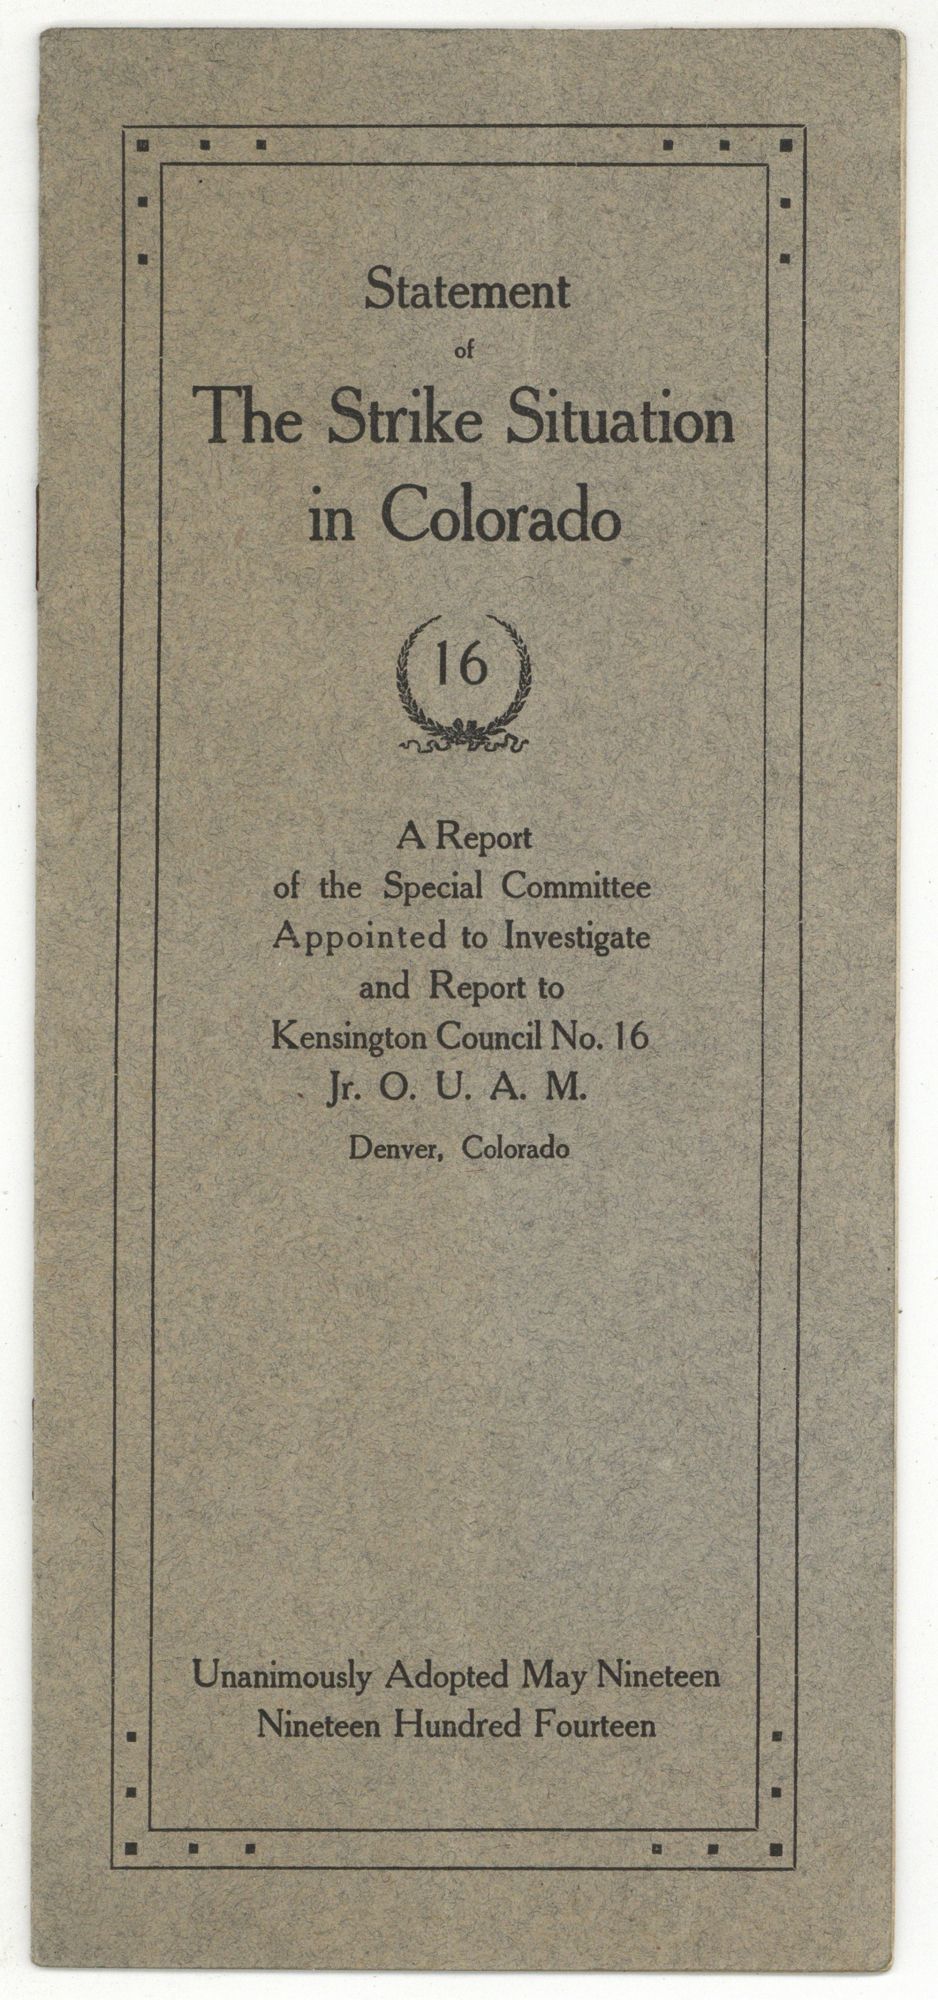 Statement
of
The Strike Situation
in Colorado
16
A Report
of the Special Committee
Appointed to Investigate
and Report to
Kensington Council No. 16
Jr. O. U. A. M.
Denver, Colorado
Unanimously Adopted May Nineteen
Nineteen Hundred Fourteen